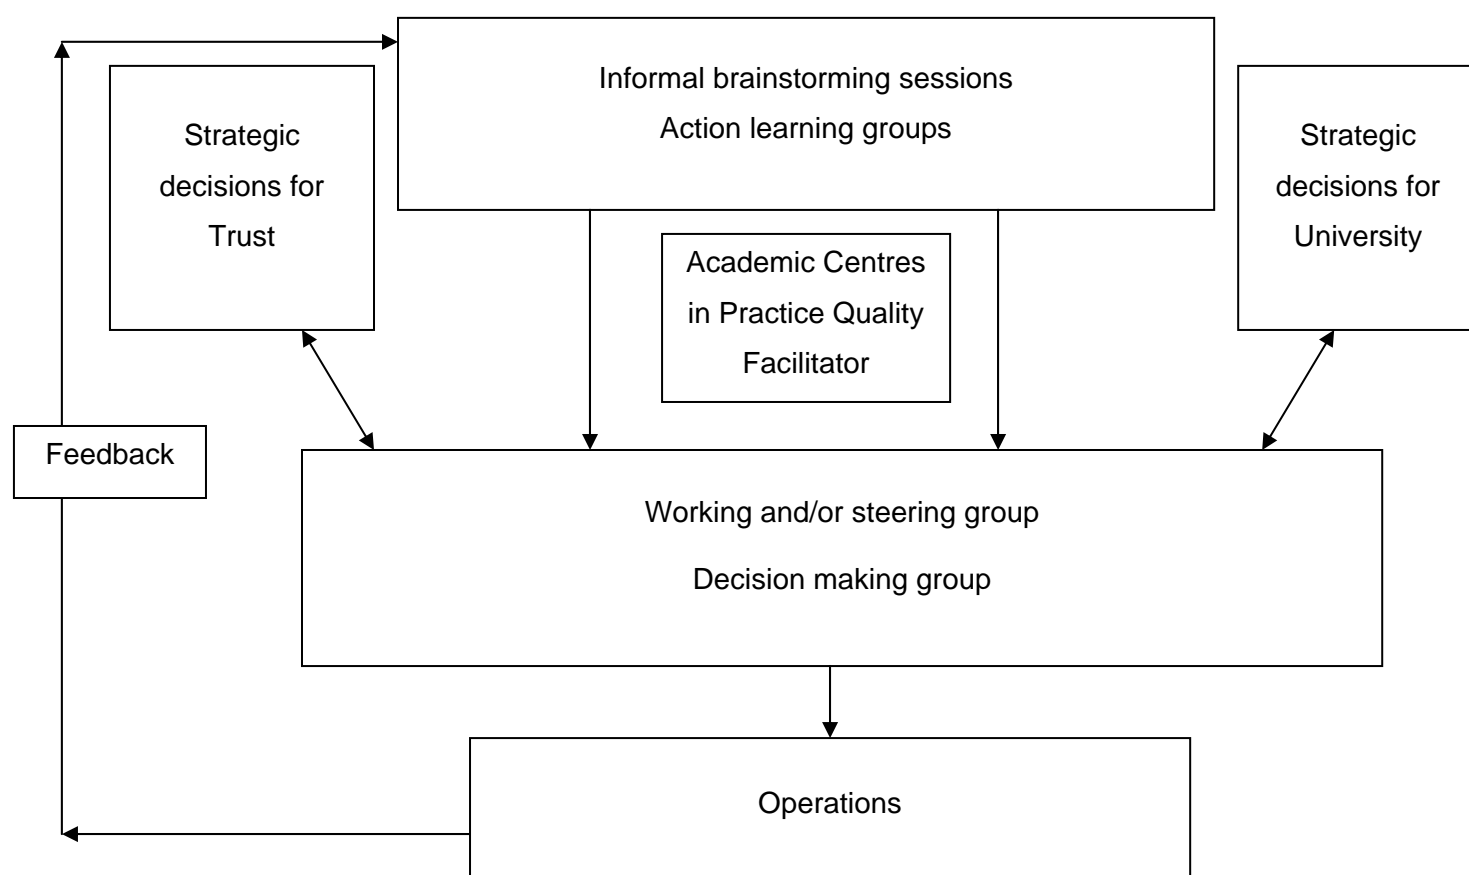 Informal brainstorming sessions
Action learning groups
Strategic
decisions for
Trust
Strategic
decisions for
University
Academic Centres
in Practice Quality
Facilitator
Feedback
Working and/or steering group
Decision making group
Operations